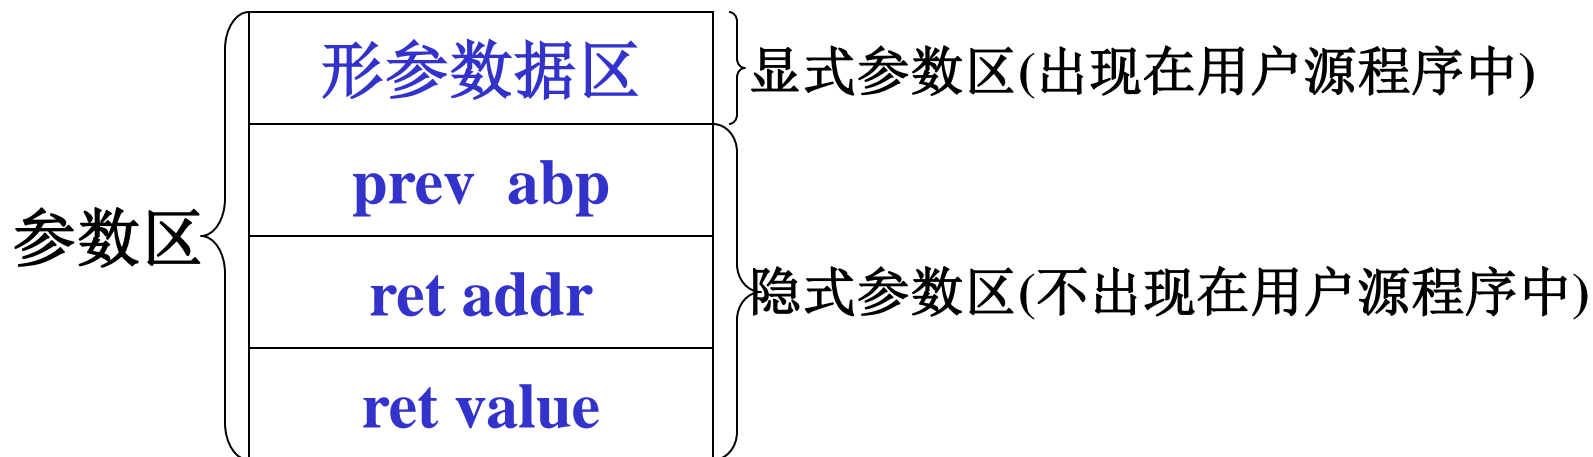 形参数据区
显式参数区(出现在用户源程序中)
prev abp
参数区
ret addr
隐式参数区(不出现在用户源程序中)
ret value